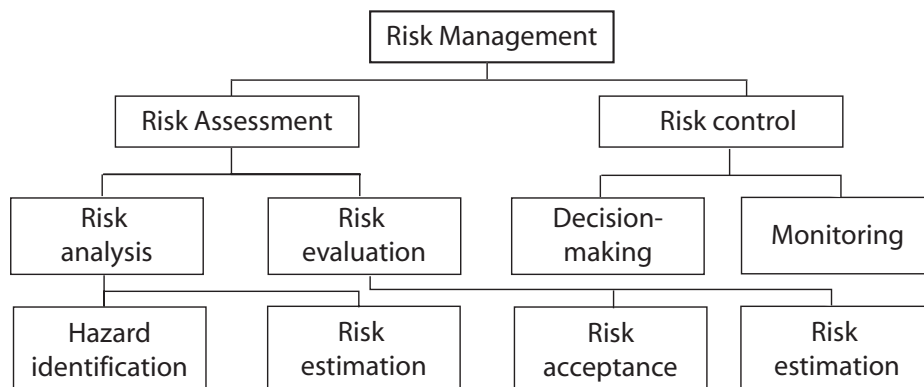 Risk Management
Risk Assessment
Risk control
Risk
analysis
Risk
evaluation
Decision-
making
Monitoring
Hazard
identification
Risk
estimation
Risk
acceptance
Risk
estimation